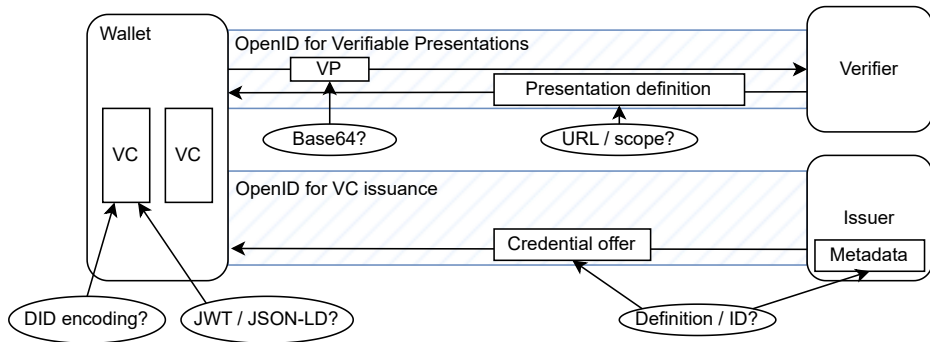 Wallet
OpenID for Verifiable Presentations
VP
Verifier
Presentation definition
VC
VC
Base64?
URL / scope?
OpenID for VC issuance
Issuer
Credential offer
Metadata
DID encoding?
JWT / JSON-LD?
Definition / ID?